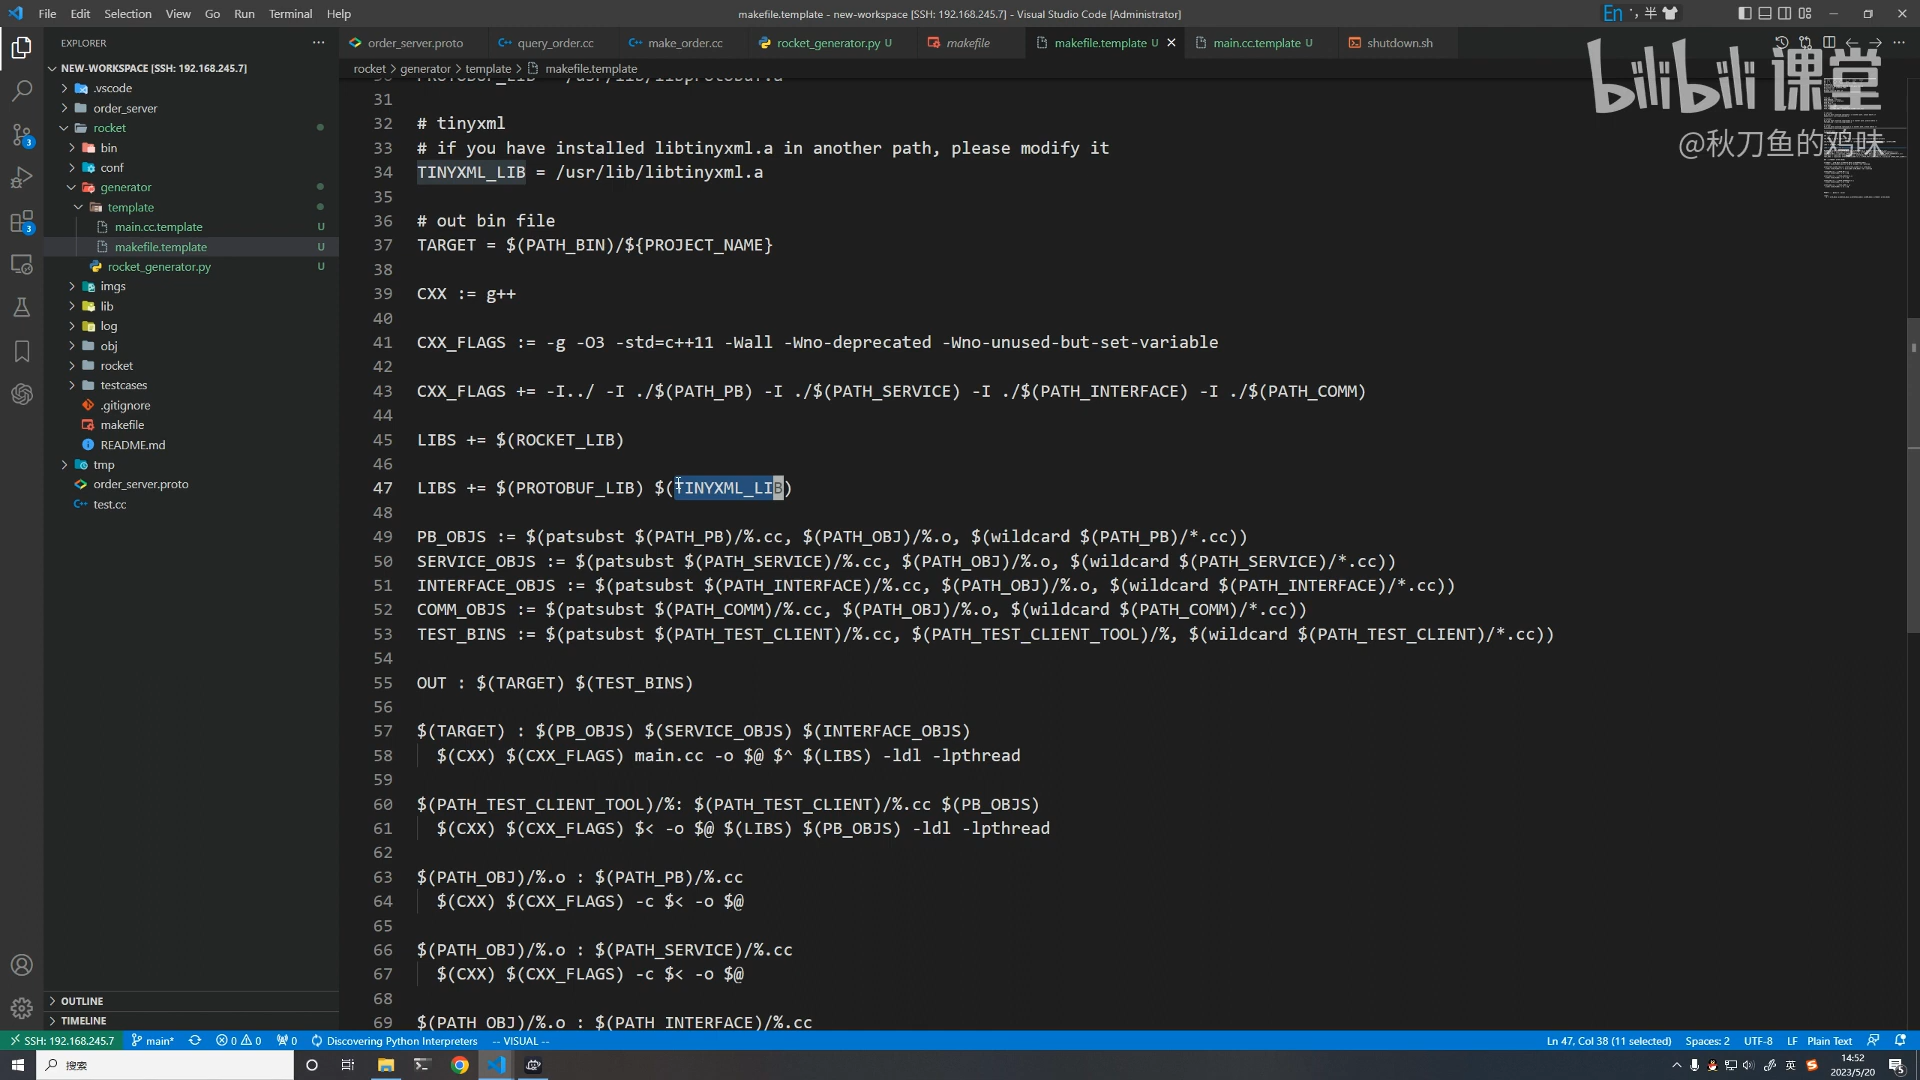 File Edit Selection View Go Run Terminal Help
makefile.template - new-workspace [SSH: 192.168.245.7] - Visual Studio Code [Administrator]
En 半
EXPLORER
order_server.proto
query_order.cc
make_order.cc
rocket_generator.py U
makefile
makefile.template U
main.cc.template U
shutdown.sh
rocket > generator > template > makefile.template
bilibili 课堂
@秋刀鱼的鸡味
NEW-WORKSPACE [SSH: 192.168.245.7]
.vscode
order_server
rocket
bin
conf
generator
template
main.cc.template U
makefile.template U
rocket_generator.py U
imgs
lib
log
obj
rocket
testcases
.gitignore
makefile
README.md
tmp
order_server.proto
test.cc
OUTLINE
TIMELINE
30 PROTOBUF_LIB = /usr/lib/libprotobuf.a
31
32 # tinyxml
33 # if you have installed libtinyxml.a in another path, please modify it
34 TINYXML_LIB = /usr/lib/libtinyxml.a
35
36 # out bin file
37 TARGET = $(PATH_BIN)/${PROJECT_NAME}
38
39 CXX := g++
40
41 CXX_FLAGS := -g -O3 -std=c++11 -Wall -Wno-deprecated -Wno-unused-but-set-variable
42
43 CXX_FLAGS += -I../ -I ./$(PATH_PB) -I ./$(PATH_SERVICE) -I ./$(PATH_INTERFACE) -I ./$(PATH_COMM)
44
45 LIBS += $(ROCKET_LIB)
46
47 LIBS += $(PROTOBUF_LIB) $(TINYXML_LIB)
48
49 PB_OBJS := $(patsubst $(PATH_PB)/%.cc, $(PATH_OBJ)/%.o, $(wildcard $(PATH_PB)/*.cc))
50 SERVICE_OBJS := $(patsubst $(PATH_SERVICE)/%.cc, $(PATH_OBJ)/%.o, $(wildcard $(PATH_SERVICE)/*.cc))
51 INTERFACE_OBJS := $(patsubst $(PATH_INTERFACE)/%.cc, $(PATH_OBJ)/%.o, $(wildcard $(PATH_INTERFACE)/*.cc))
52 COMM_OBJS := $(patsubst $(PATH_COMM)/%.cc, $(PATH_OBJ)/%.o, $(wildcard $(PATH_COMM)/*.cc))
53 TEST_BINS := $(patsubst $(PATH_TEST_CLIENT)/%.cc, $(PATH_TEST_CLIENT_TOOL)/%, $(wildcard $(PATH_TEST_CLIENT)/*.cc))
54
55 OUT : $(TARGET) $(TEST_BINS)
56
57 $(TARGET) : $(PB_OBJS) $(SERVICE_OBJS) $(INTERFACE_OBJS)
58 $(CXX) $(CXX_FLAGS) main.cc -o $@ $^ $(LIBS) -ldl -lpthread
59
60 $(PATH_TEST_CLIENT_TOOL)/%: $(PATH_TEST_CLIENT)/%.cc $(PB_OBJS)
61 $(CXX) $(CXX_FLAGS) $< -o $@ $(LIBS) $(PB_OBJS) -ldl -lpthread
62
63 $(PATH_OBJ)/%.o : $(PATH_PB)/%.cc
64 $(CXX) $(CXX_FLAGS) -c $< -o $@
65
66 $(PATH_OBJ)/%.o : $(PATH_SERVICE)/%.cc
67 $(CXX) $(CXX_FLAGS) -c $< -o $@
68
69 $(PATH_OBJ)/%.o : $(PATH_INTERFACE)/%.cc
SSH: 192.168.245.7 main* 0 0 0 Discovering Python Interpreters -- VISUAL -- Ln 47, Col 38 (11 selected) Spaces: 2 UTF-8 LF Plain Text
搜索
英
14:52
2023/5/20
5